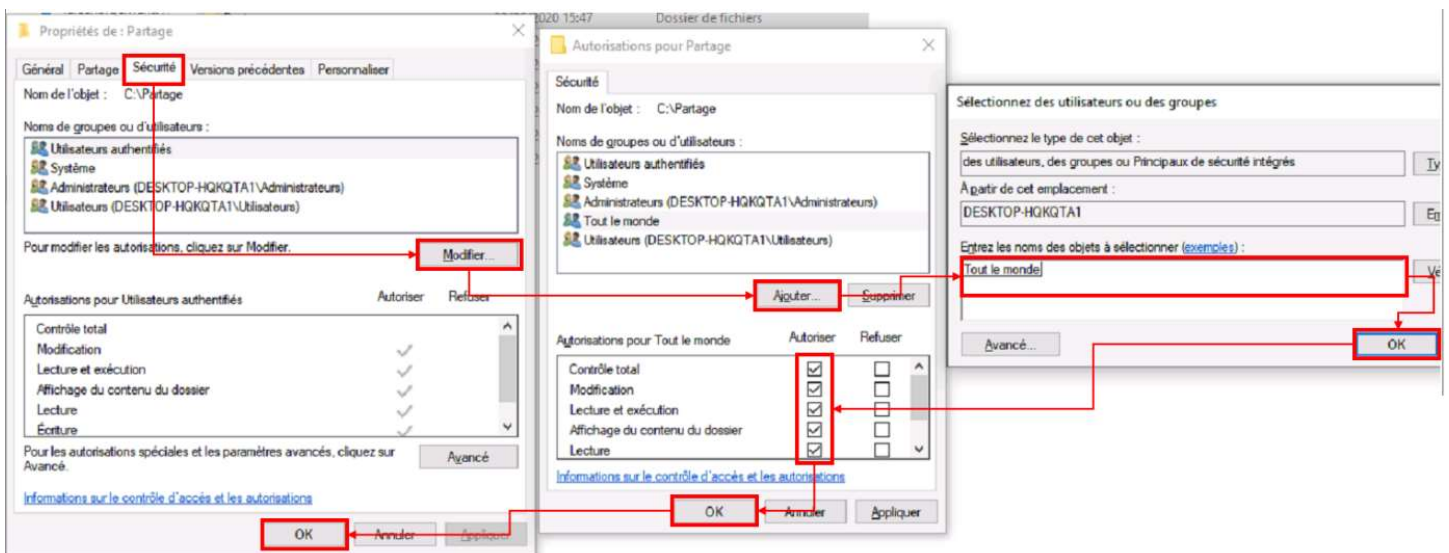 2020 15:47 Dossier de fichiers
Propriétés de : Partage
Général Partage Sécurité Versions précédentes Personnaliser
Nom de l'objet : C:\Partage
Noms de groupes ou d'utilisateurs :
Utilisateurs authentifiés
Système
Administrateurs (DESKTOP-HQKQTA1\Administrateurs)
Utilisateurs (DESKTOP-HQKQTA1\Utilisateurs)
Pour modifier les autorisations, cliquez sur Modifier.
Modifier...
Autorisations pour Utilisateurs authentifiés Autoriser Refuser
Contrôle total
Modification
Lecture et exécution
Affichage du contenu du dossier
Lecture
Écriture
Pour les autorisations spéciales et les paramètres avancés, cliquez sur
Avancé.
Avancé
Informations sur le contrôle d'accès et les autorisations
OK Annuler Appliquer
Autorisations pour Partage
Sécurité
Nom de l'objet : C:\Partage
Noms de groupes ou d'utilisateurs :
Utilisateurs authentifiés
Système
Administrateurs (DESKTOP-HQKQTA1\Administrateurs)
Tout le monde
Utilisateurs (DESKTOP-HQKQTA1\Utilisateurs)
Ajouter... Supprimer
Autorisations pour Tout le monde Autoriser Refuser
Contrôle total
Modification
Lecture et exécution
Affichage du contenu du dossier
Lecture
Informations sur le contrôle d'accès et les autorisations
OK Annuler Appliquer
Sélectionnez des utilisateurs ou des groupes
Sélectionnez le type de cet objet :
des utilisateurs, des groupes ou Principaux de sécurité intégrés
Ty
À partir de cet emplacement :
DESKTOP-HQKQTA1
Em
Entrez les noms des objets à sélectionner (exemples) :
Tout le monde
Vé
Avancé...
OK